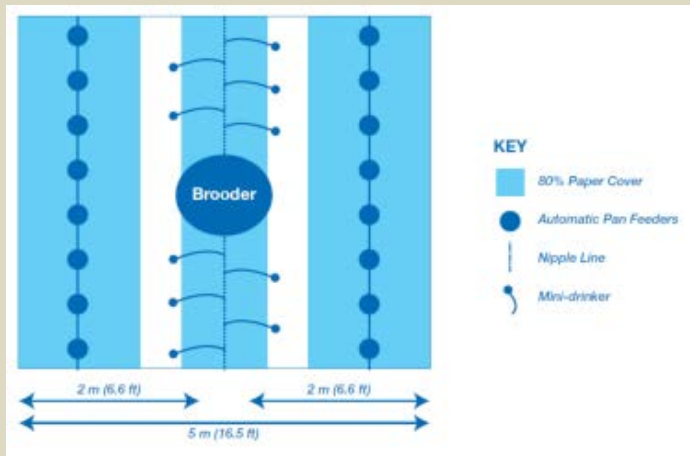 Brooder
KEY
80% Paper Cover
Automatic Pan Feeders
Nipple Line
Mini-drinker
2 m (6.6 ft)
2 m (6.6 ft)
5 m (16.5 ft)